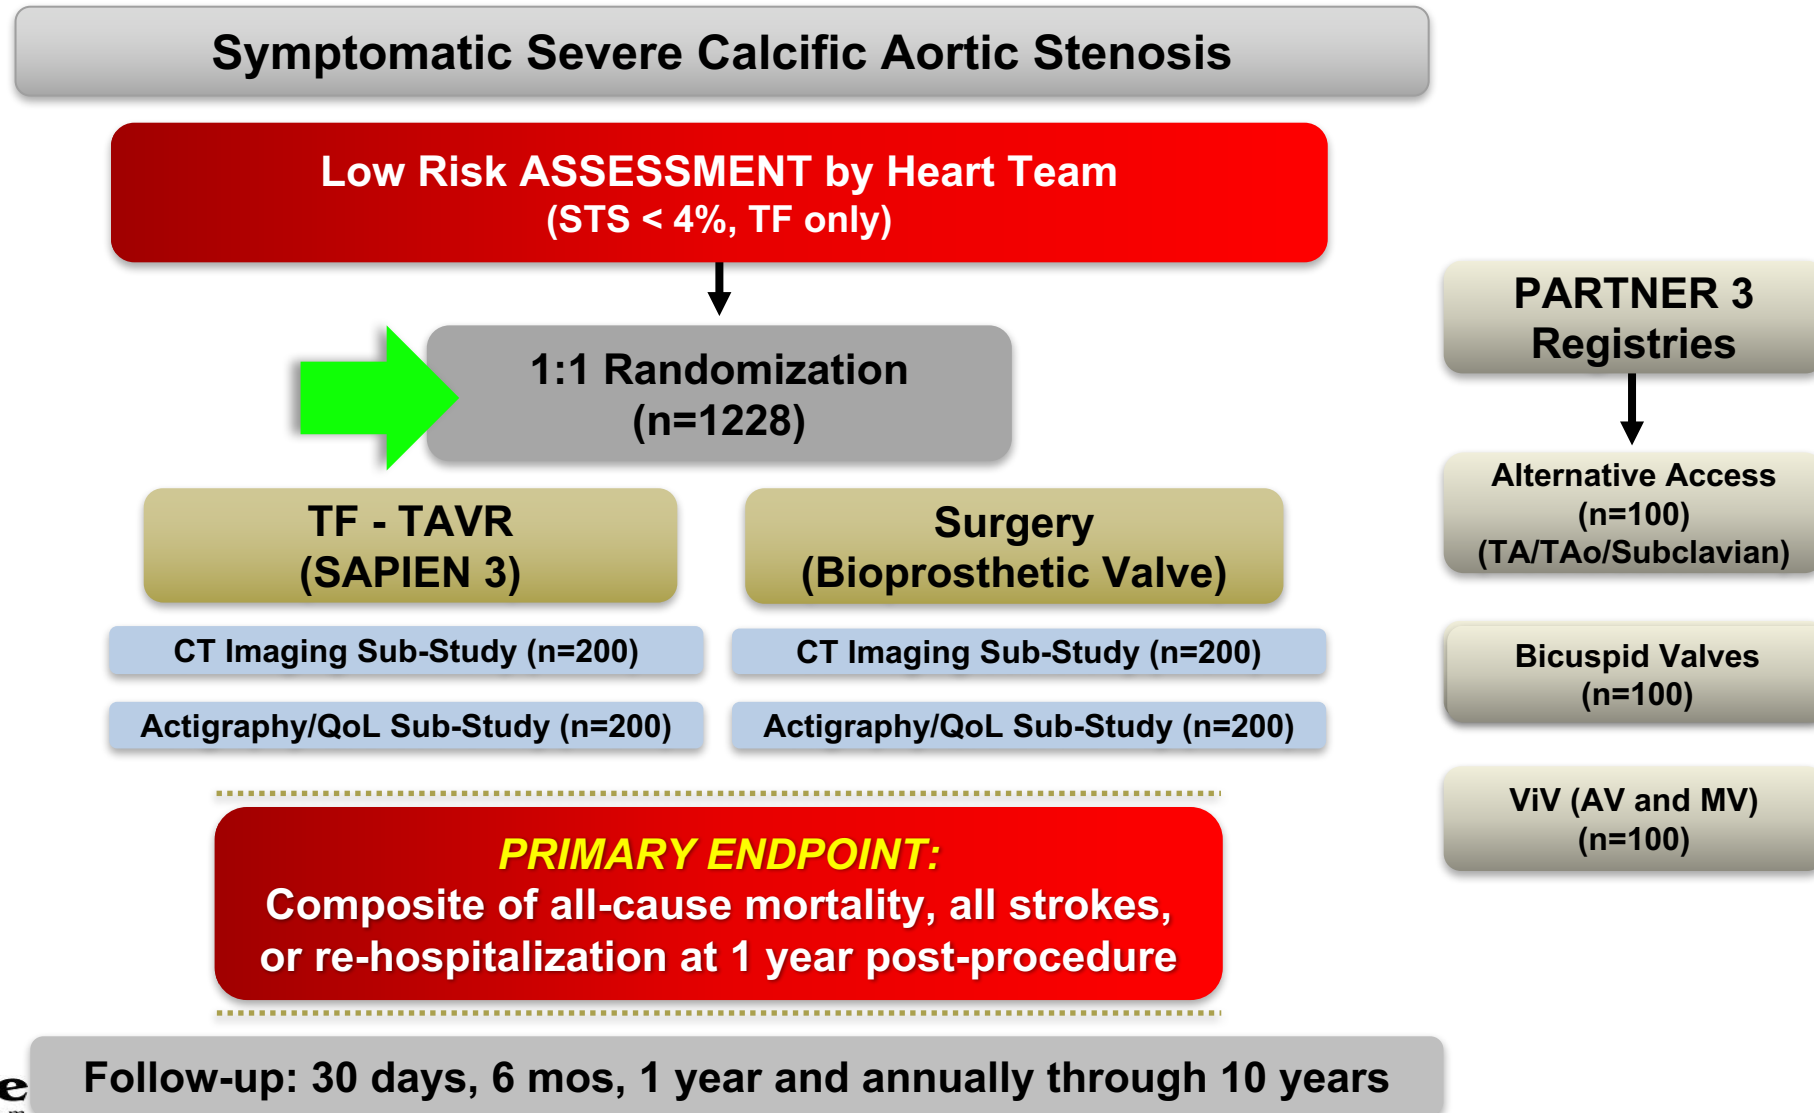 Symptomatic Severe Calcific Aortic Stenosis
Low Risk ASSESSMENT by Heart Team
(STS < 4%, TF only)
1:1 Randomization
(n=1228)
TF - TAVR
(SAPIEN 3)
Surgery
(Bioprosthetic Valve)
CT Imaging Sub-Study (n=200)
CT Imaging Sub-Study (n=200)
Actigraphy/QoL Sub-Study (n=200)
Actigraphy/QoL Sub-Study (n=200)
PRIMARY ENDPOINT:
Composite of all-cause mortality, all strokes,
or re-hospitalization at 1 year post-procedure
Follow-up: 30 days, 6 mos, 1 year and annually through 10 years
PARTNER 3
Registries
Alternative Access
(n=100)
(TA/TAo/Subclavian)
Bicuspid Valves
(n=100)
ViV (AV and MV)
(n=100)